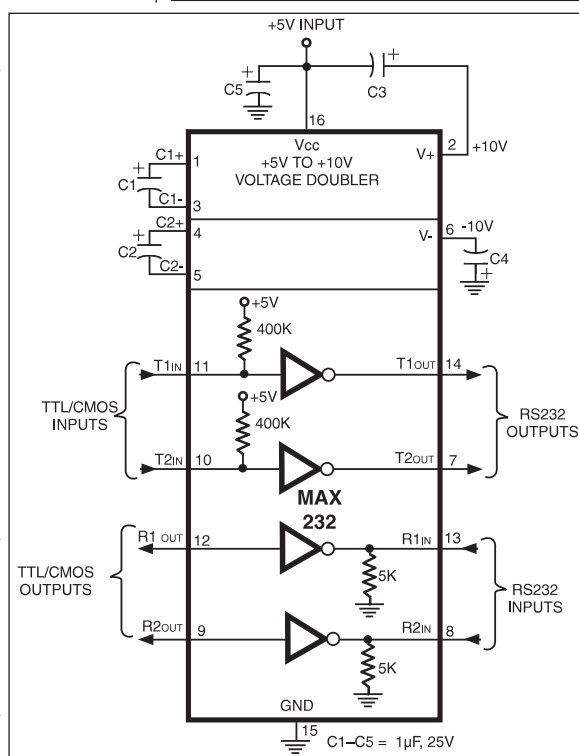 +5V INPUT
+
C5
+
C3
16
Vcc
+5V TO +10V
VOLTAGE DOUBLER
V+
2
+10V
C1+
1
+
C1
C1-
3
C2+
4
+
C2
C2-
5
V-
6
-10V
C4
+
+5V
400K
T1IN
11
T1OUT
14
+5V
400K
TTL/CMOS
INPUTS
RS232
OUTPUTS
T2IN
10
T2OUT
7
MAX
232
R1 OUT
12
R1IN
13
5K
TTL/CMOS
OUTPUTS
RS232
INPUTS
R2OUT
9
R2IN
8
5K
GND
15
C1–C5 = 1µF, 25V